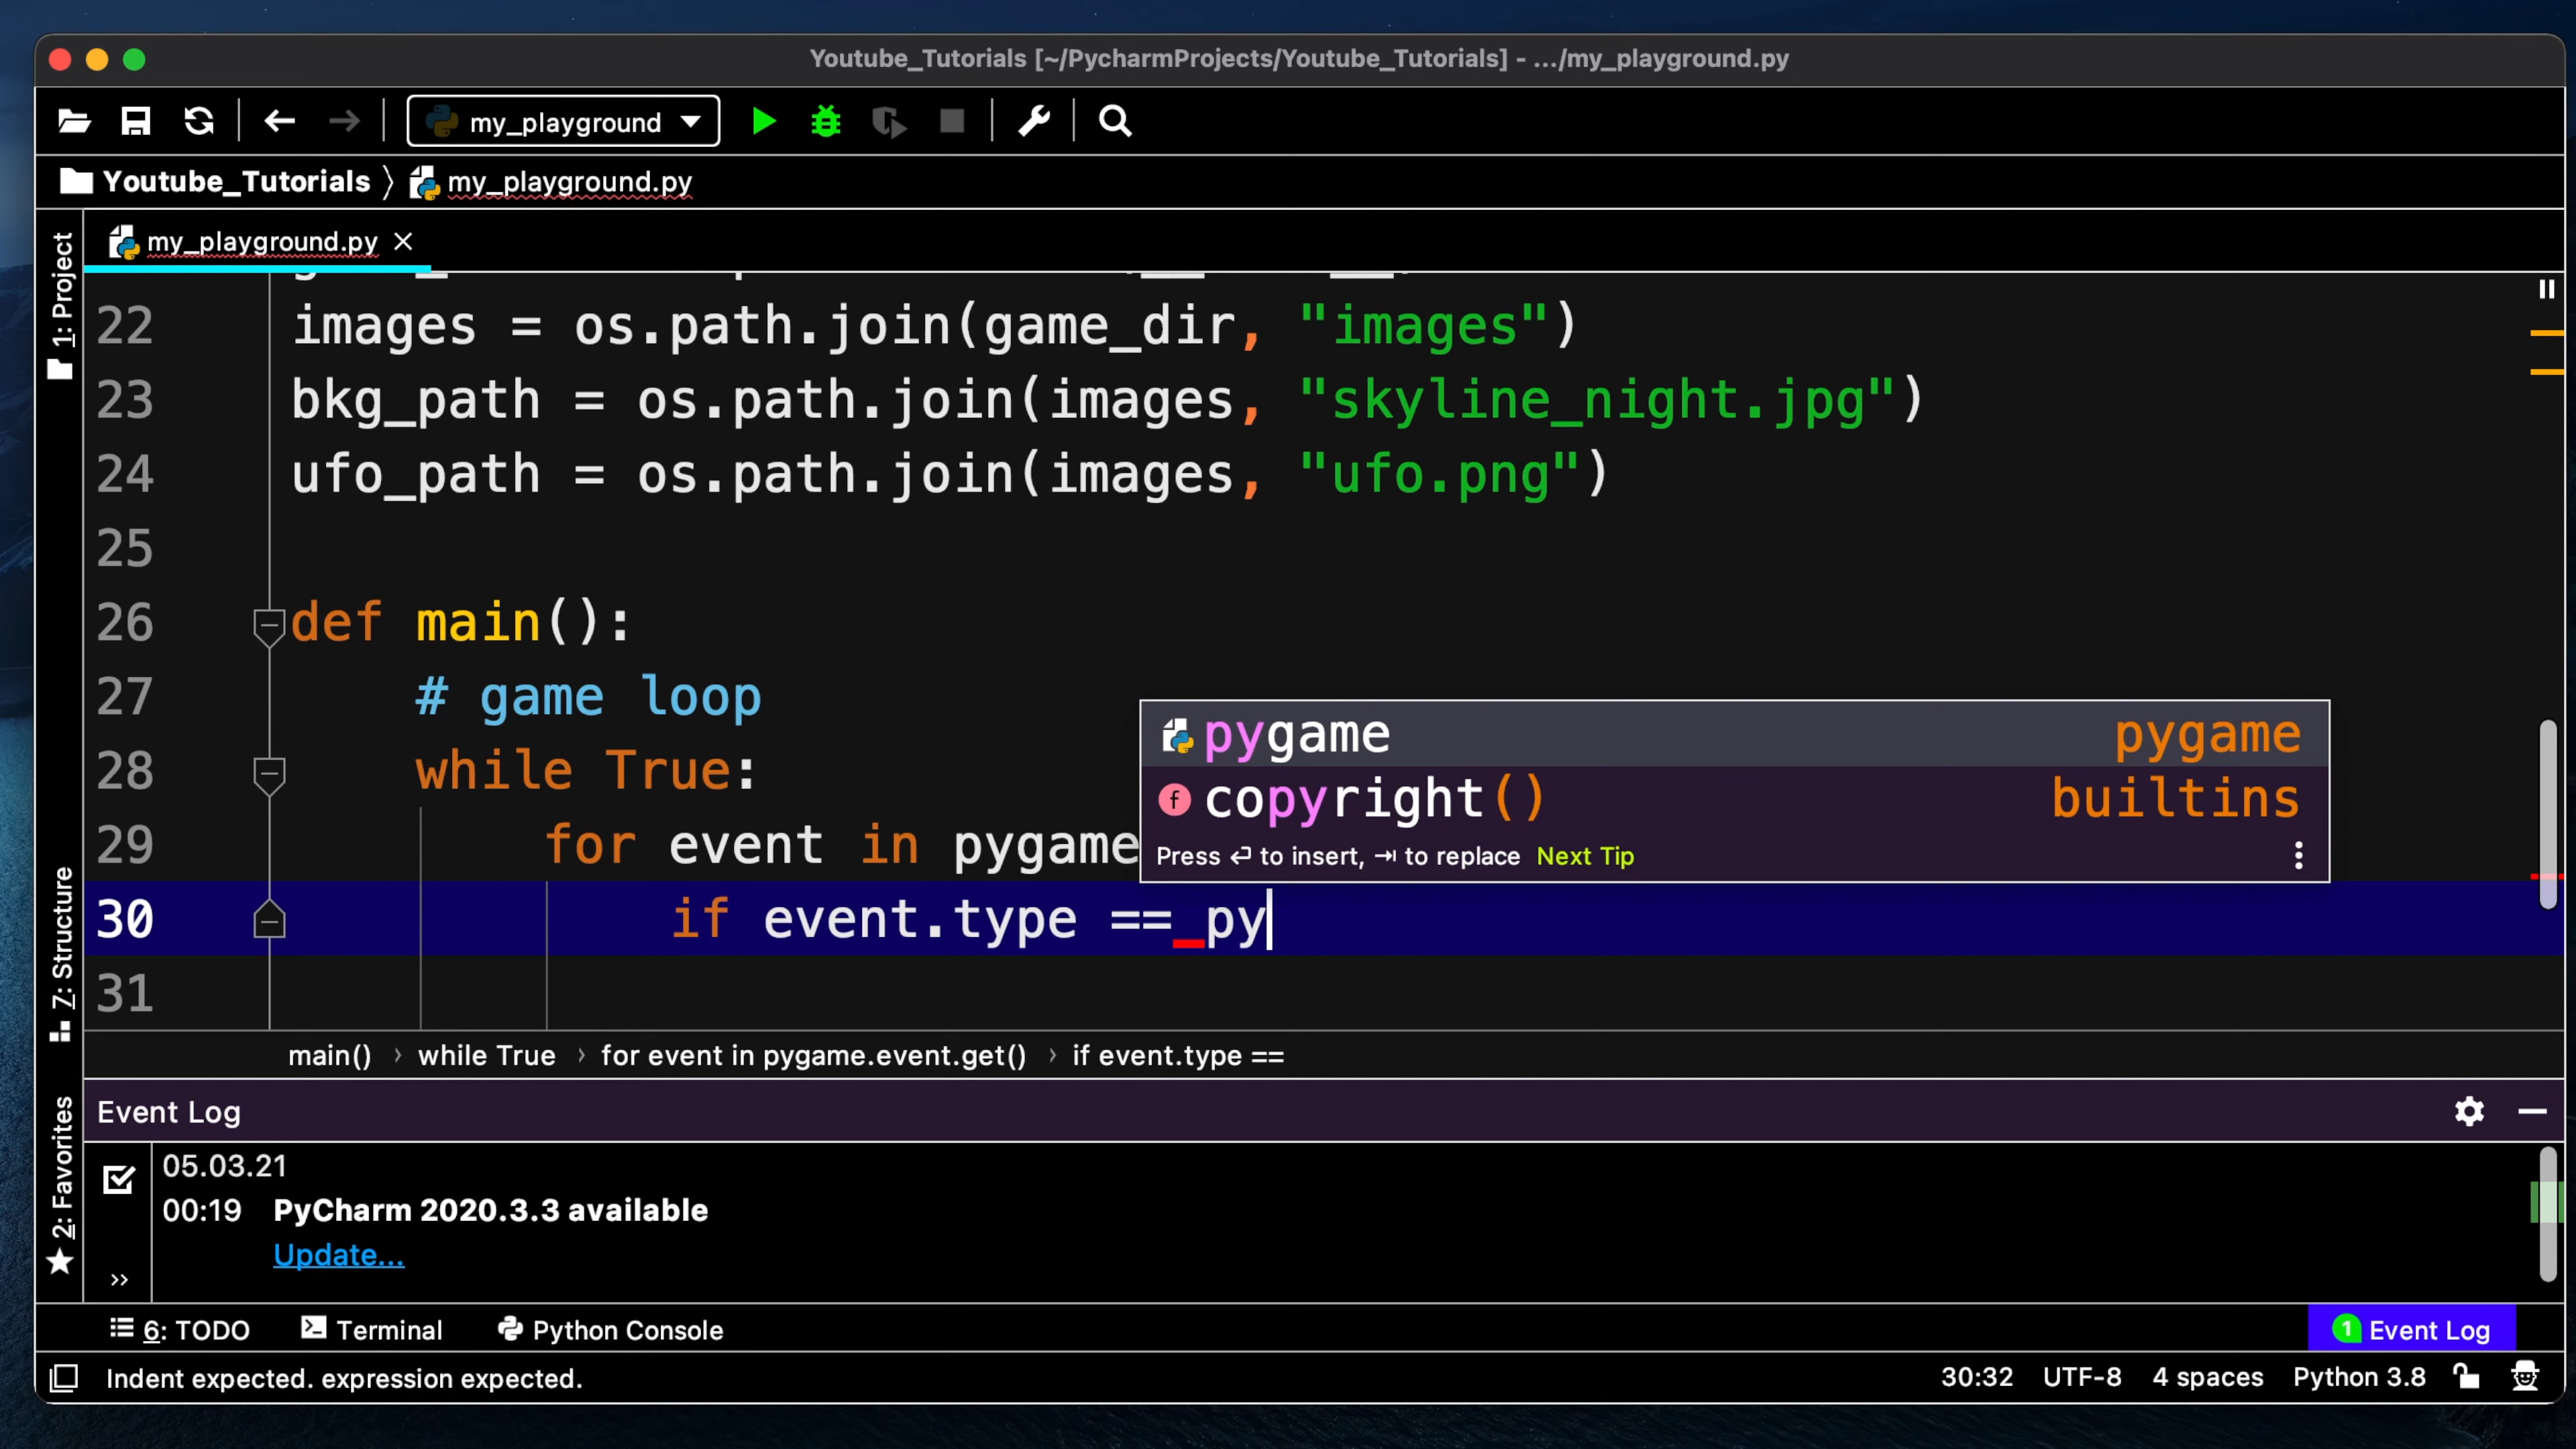 Youtube_Tutorials [~/PycharmProjects/Youtube_Tutorials] - .../my_playground.py
my_playground
Youtube_Tutorials 〉 my_playground.py
1: Project
my_playground.py
22 images = os.path.join(game_dir, "images")
23 bkg_path = os.path.join(images, "skyline_night.jpg")
24 ufo_path = os.path.join(images, "ufo.png")
25
26 def main():
27 # game loop
28 while True:
pygame pygame
copyright() builtins
Press ⏎ to insert, ⇥ to replace Next Tip
29 for event in pygame
30 if event.type == py
31
7: Structure
main() › while True › for event in pygame.event.get() › if event.type ==
Event Log
2: Favorites
05.03.21
00:19 PyCharm 2020.3.3 available
Update...
6: TODO Terminal Python Console 1 Event Log
Indent expected. expression expected. 30:32 UTF-8 4 spaces Python 3.8